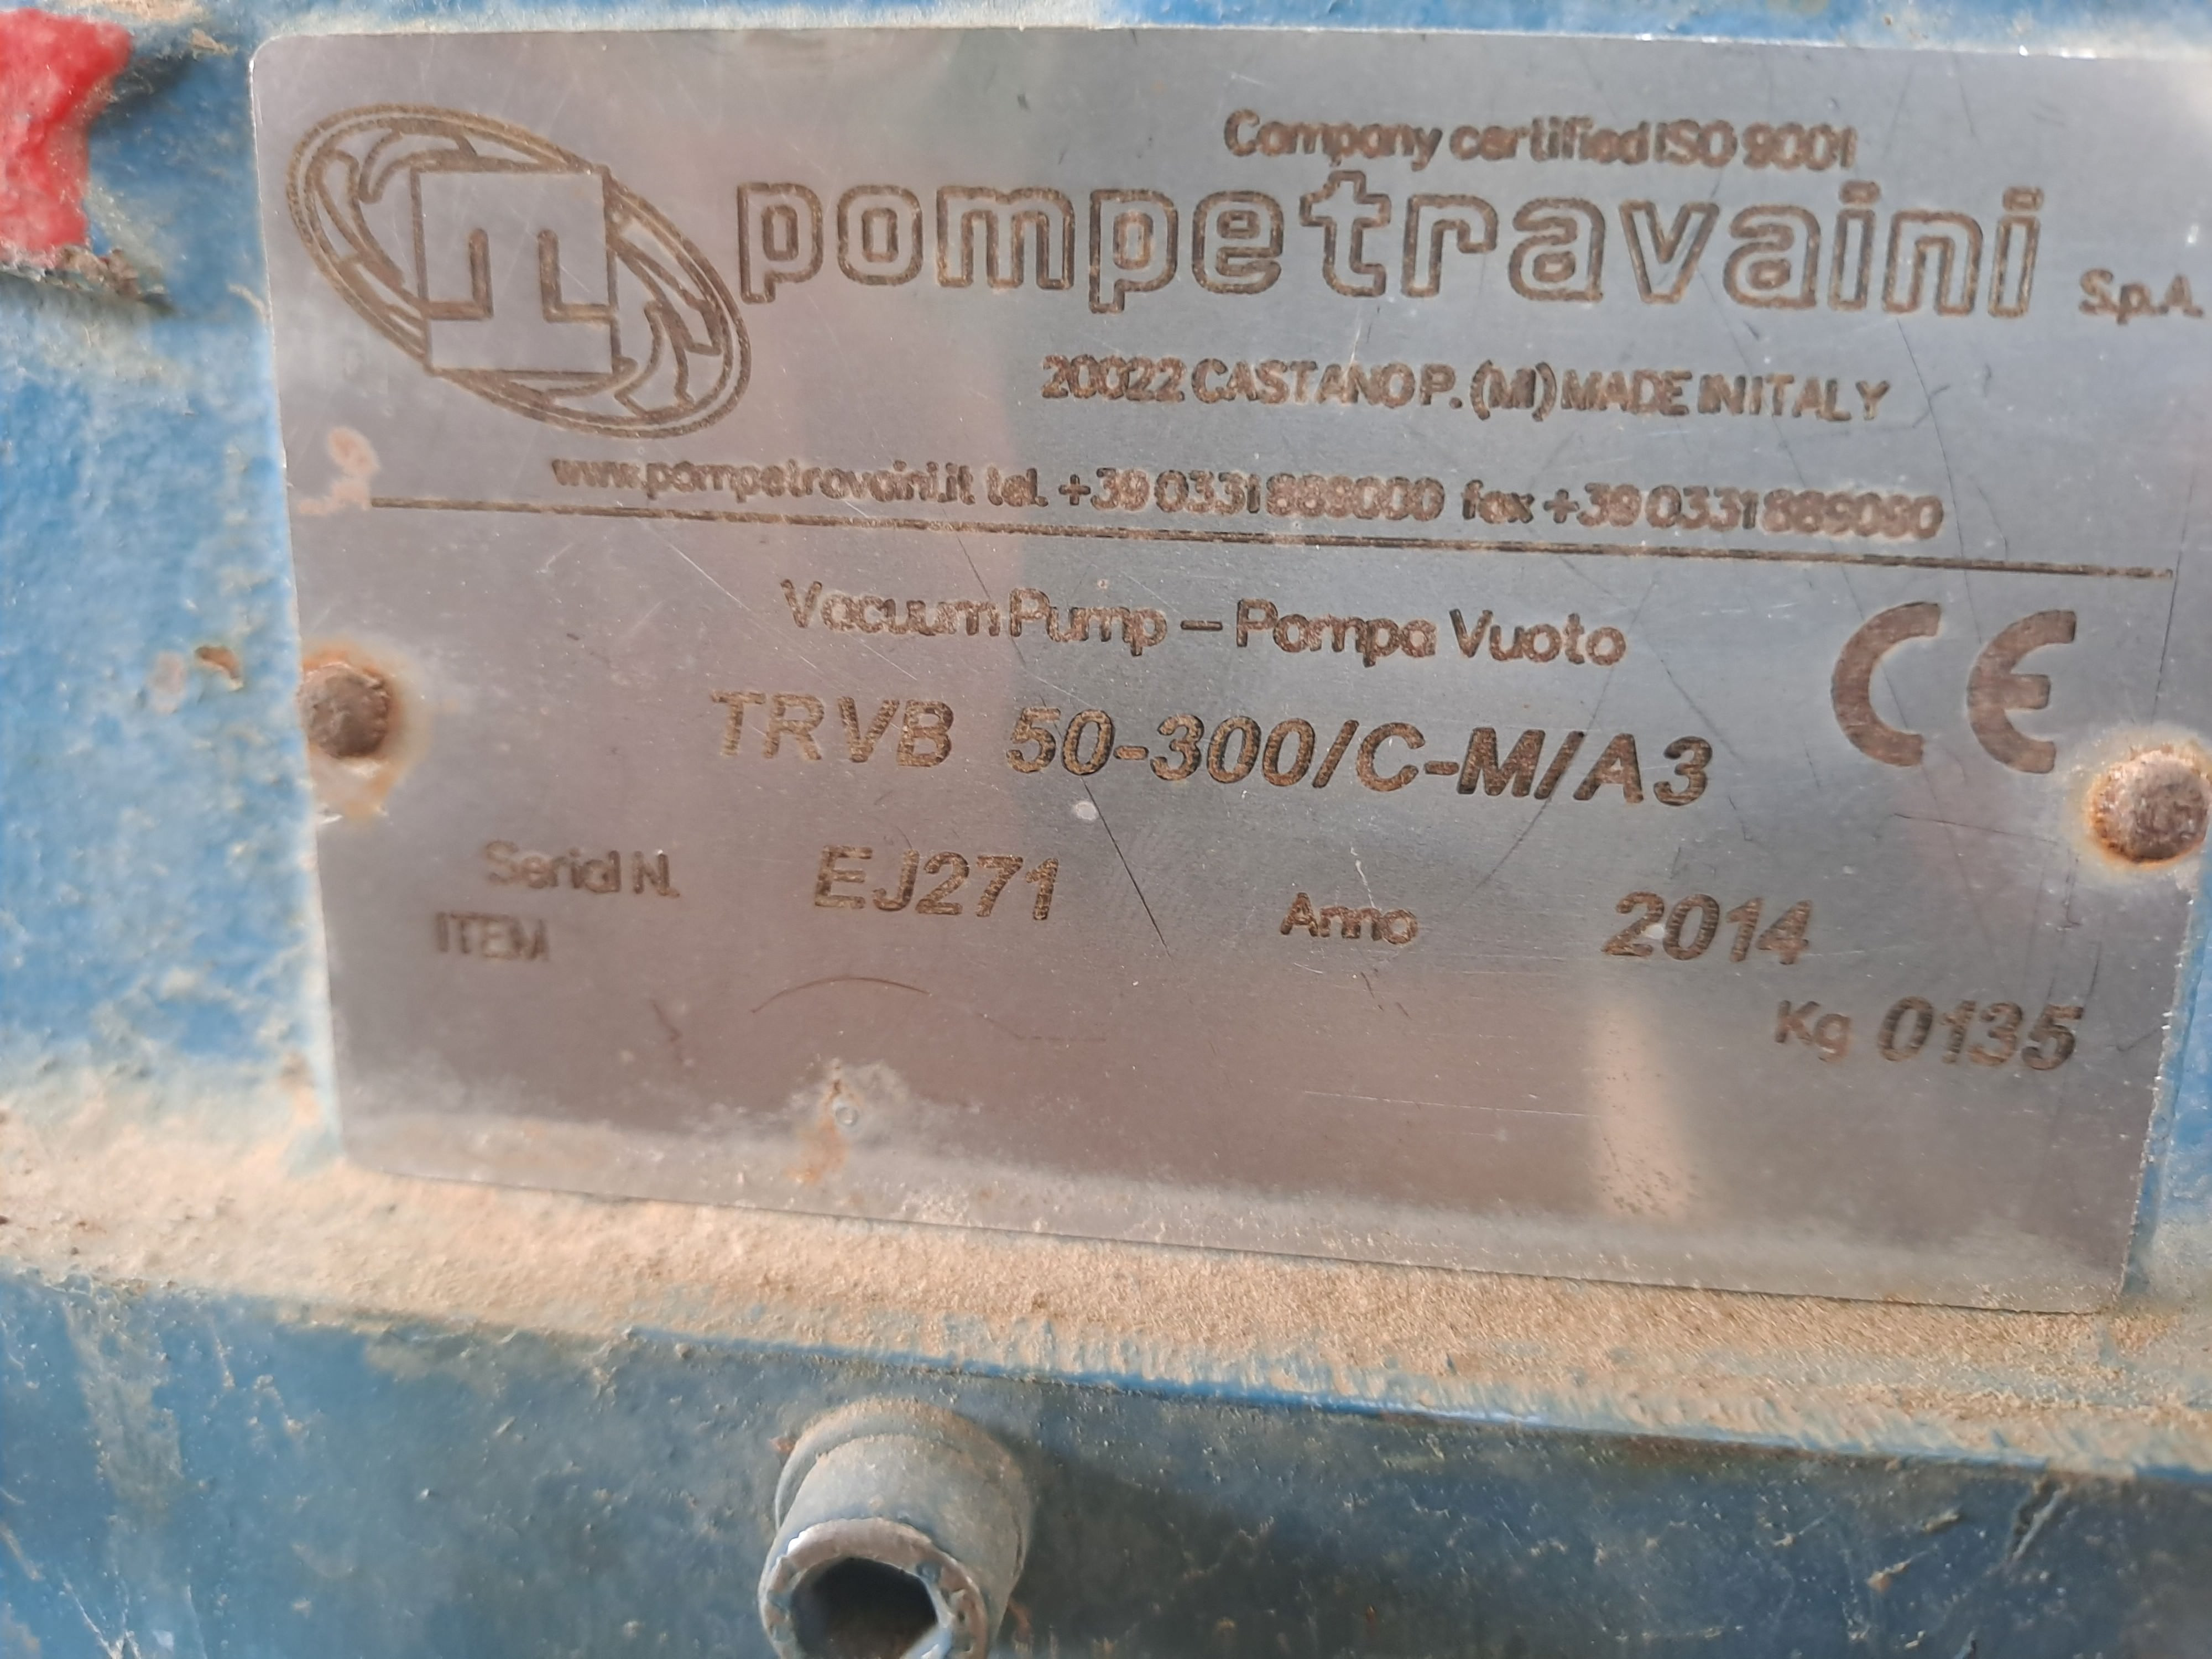 Company certified ISO 9001
pompetravaini S.p.A.
20022 CASTANO P. (MI) MADE IN ITALY
www.pompetravaini.it tel. +39 0331 889000 fax +39 0331 889090
Vacuum Pump – Pompa Vuoto
CE
TRVB 50-300/C-M/A3
Serial N. EJ271 Anno 2014
ITEM
Kg 0135